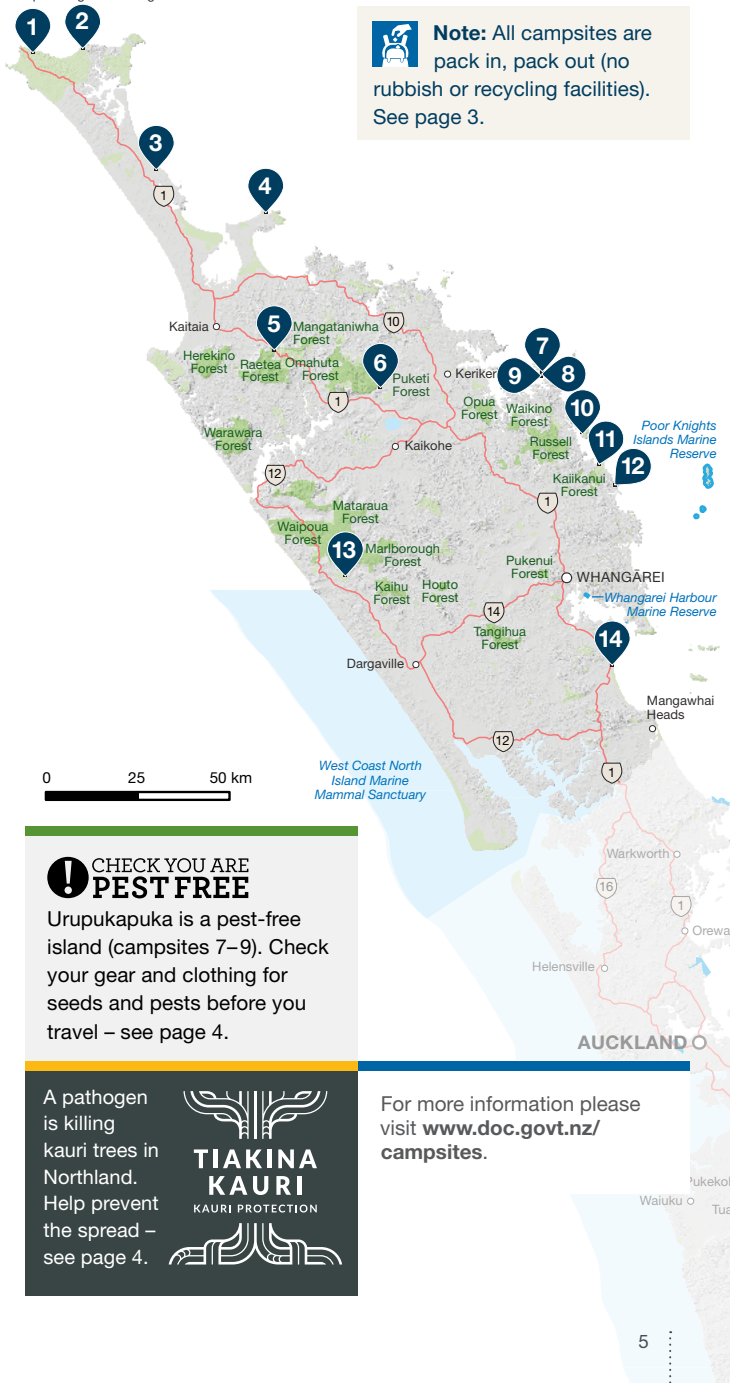 1
2
Note: All campsites are
pack in, pack out (no
rubbish or recycling facilities).
See page 3.
3
1
4
10
Kaitaia
5
Mangataniwha
Forest
Herekino
Forest
Raetea
Forest
Omahuta
Forest
6
Puketi
Forest
1
Keriker
7
9
8
Opua
Forest
Waikino
Forest
10
Russell
Forest
11
12
Poor Knights
Islands Marine
Reserve
Kaiikanui
Forest
Warawara
Forest
Kaikohe
12
1
Mataraua
Forest
Waipoua
Forest
13
Marlborough
Forest
Kaihu
Forest
Houto
Forest
Pukenui
Forest
WHANGĀREI
Whangarei Harbour
Marine Reserve
14
Tangihua
Forest
14
Dargaville
Mangawhai
Heads
12
1
0 25 50 km
West Coast North
Island Marine
Mammal Sanctuary
Warkworth
16
1
Orewa
Helensville
AUCKLAND
! CHECK YOU ARE
PEST FREE
Urupukapuka is a pest-free
island (campsites 7–9). Check
your gear and clothing for
seeds and pests before you
travel – see page 4.
A pathogen
is killing
kauri trees in
Northland.
Help prevent
the spread –
see page 4.
TIAKINA
KAURI
KAURI PROTECTION
For more information please
visit www.doc.govt.nz/
campsites.
Pukekol
Waiuku
Tua
5